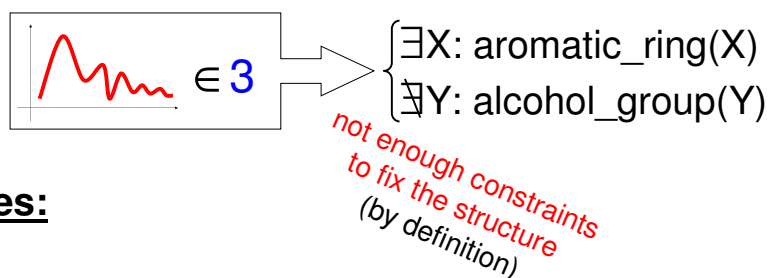 ∈ 3
∃X: aromatic_ring(X)
∄Y: alcohol_group(Y)
not enough constraints
to fix the structure
(by definition)
es: